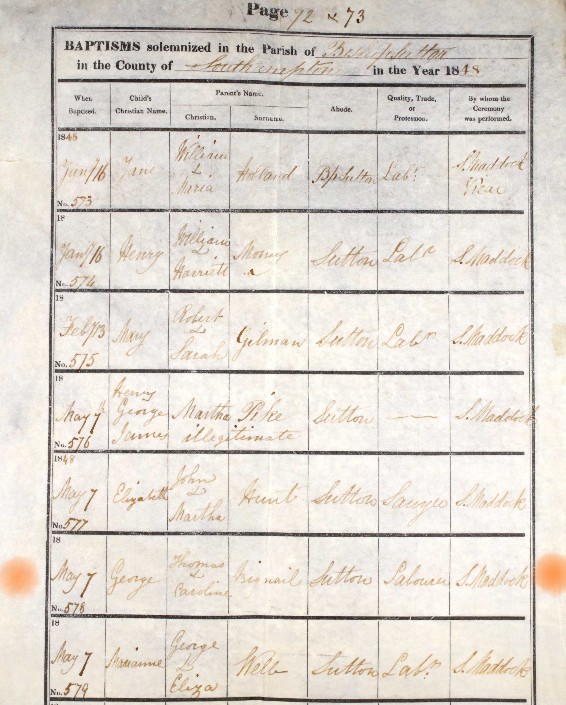 Page 72 & 73
BAPTISMS solemnized in the Parish of Bishop Sutton
in the County of Southampton in the Year 1848
When Baptized. Child's Christian Name. Parent's Name. Christian. Surname. Abode. Quality, Trade, or Profession. By whom the Ceremony was performed.
1848
Jany 16 Jane William & Maria Holland BpSutton Labr S. Maddock Vicar
No. 573
18
Jany 16 Henry William & Harriett Sutton Labr S. Maddock
No. 574
18
Feby 13 Mary Robert & Sarah Gilman Sutton Labr S. Maddock
No. 575
18
May 7 Henry George James Martha Pike illegitimate Sutton — S. Maddock
No. 576
1848
May 7 Elizabeth John & Martha Hunt Sutton Sawyer S. Maddock
No. 577
18
May 7 George Thomas & Caroline Bignail Sutton Labourer S. Maddock
No. 578
18
May 7 Marianne George & Eliza Sutton Labr S. Maddock
No. 579